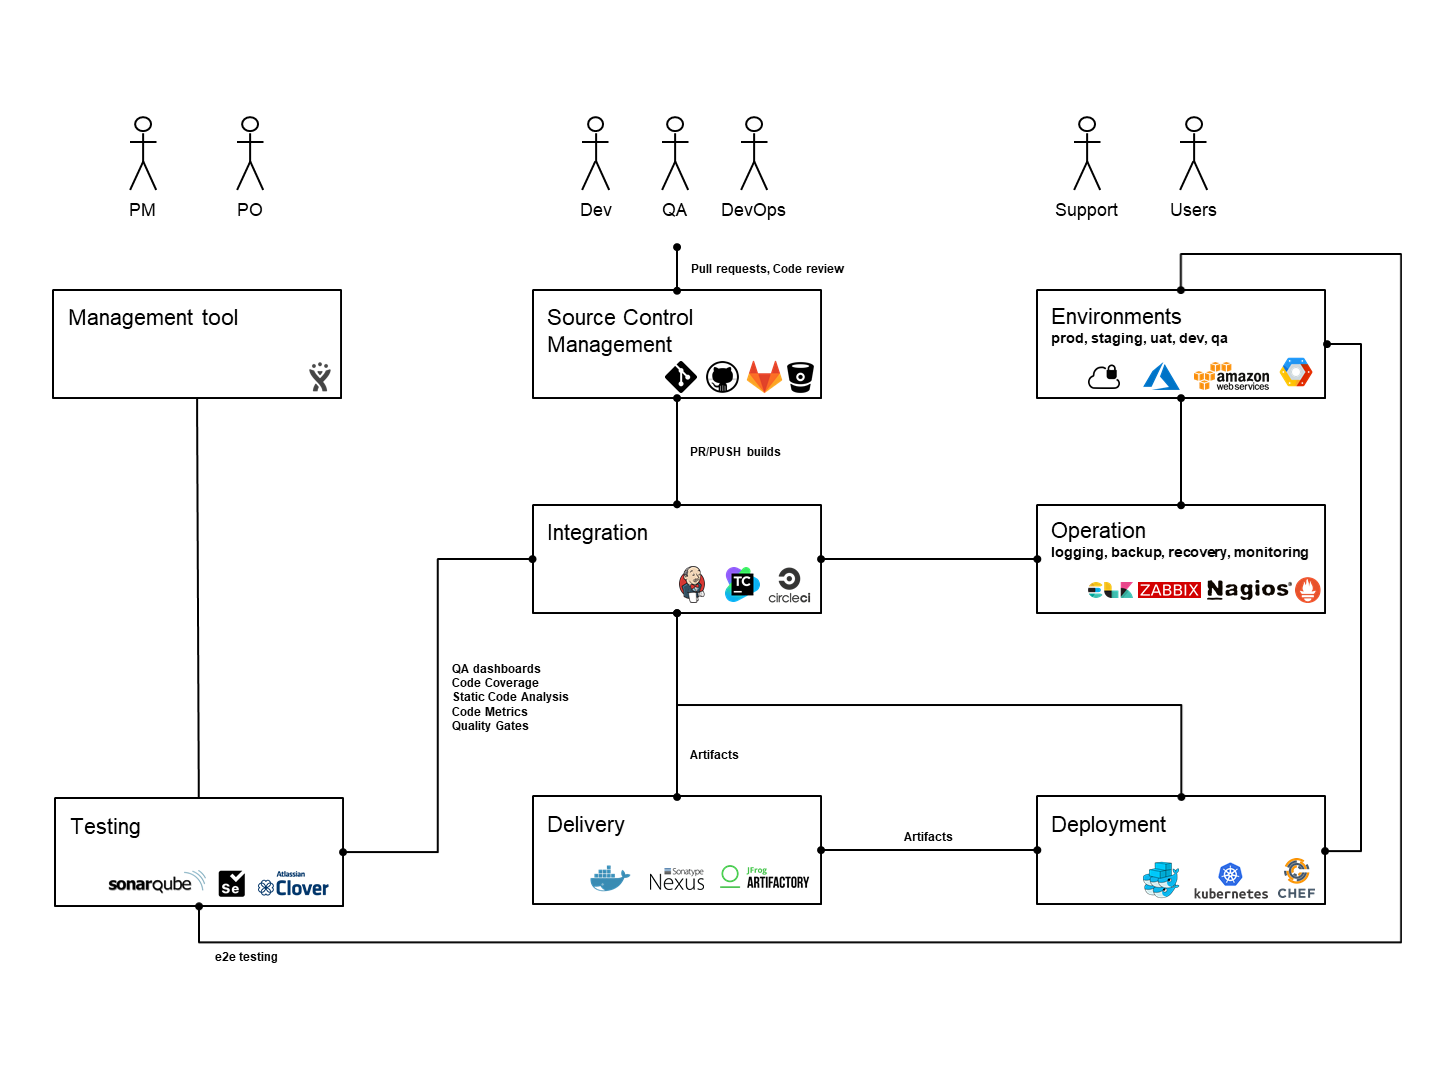 PM
PO
Dev
QA
DevOps
Support
Users
Pull requests, Code review
Management tool
Source Control
Management
Environments
prod, staging, uat, dev, qa
amazon
web services
PR/PUSH builds
Integration
TC
circleci
Operation
logging, backup, recovery, monitoring
ELK
ZABBIX
Nagios®
QA dashboards
Code Coverage
Static Code Analysis
Code Metrics
Quality Gates
Artifacts
Testing
sonarqube
Se
Atlassian
Clover
Delivery
Sonatype
Nexus
JFrog
ARTIFACTORY
Artifacts
Deployment
kubernetes
CHEF
e2e testing